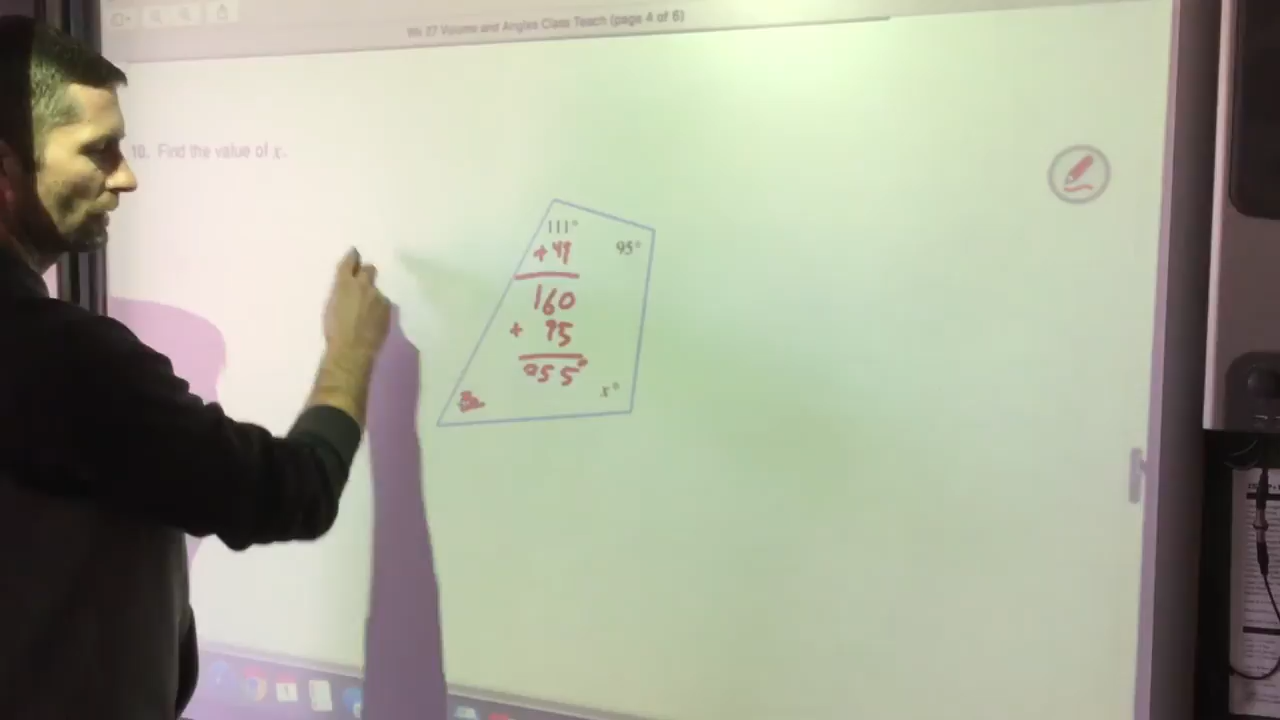 Wk 27 Volume and Angles Class Teach (page 4 of 6)
10. Find the value of x.
111°
+ 49
95°
160
+ 95
055°
x°